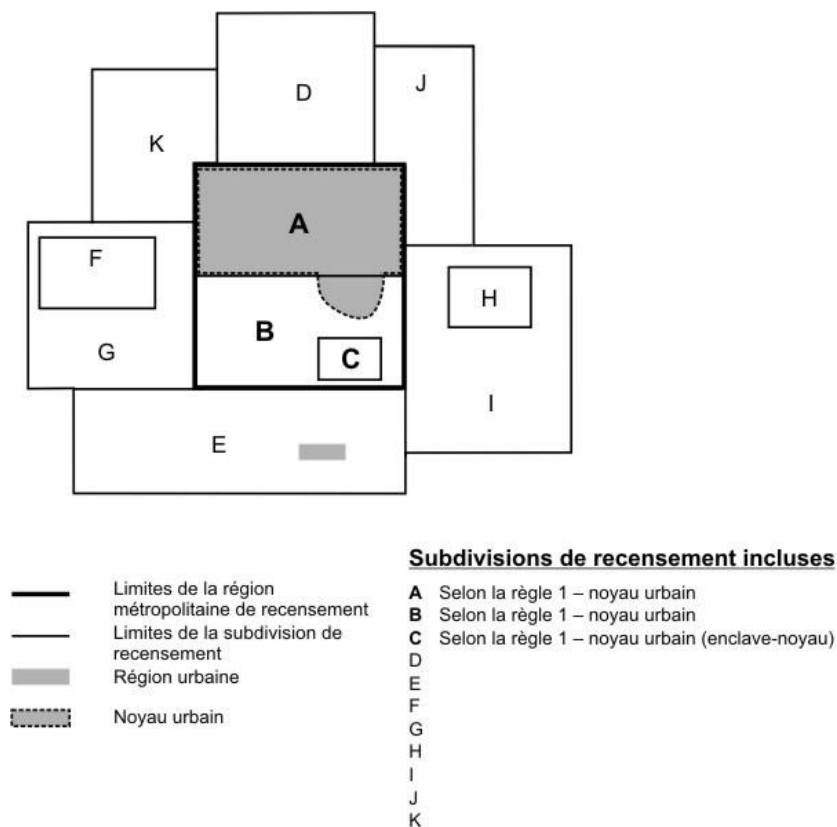 D
J
K
A
F
H
B
C
G
I
E
Limites de la région
métropolitaine de recensement
Limites de la subdivision de
recensement
Région urbaine
Noyau urbain
Subdivisions de recensement incluses
A Selon la règle 1 – noyau urbain
B Selon la règle 1 – noyau urbain
C Selon la règle 1 – noyau urbain (enclave-noyau)
D
E
F
G
H
I
J
K